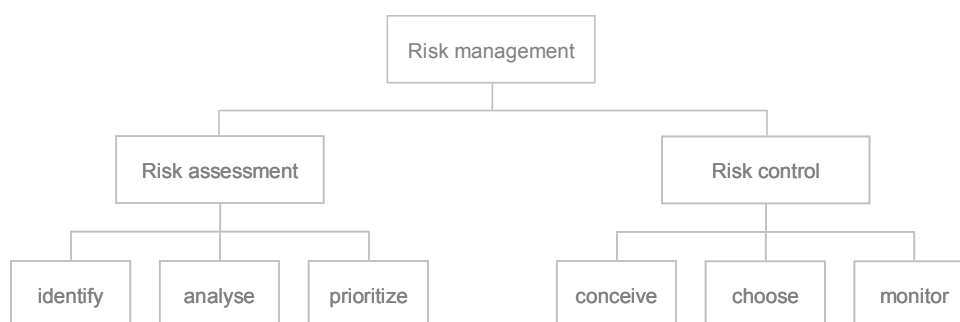 Risk management
Risk assessment
Risk control
identify
analyse
prioritize
conceive
choose
monitor